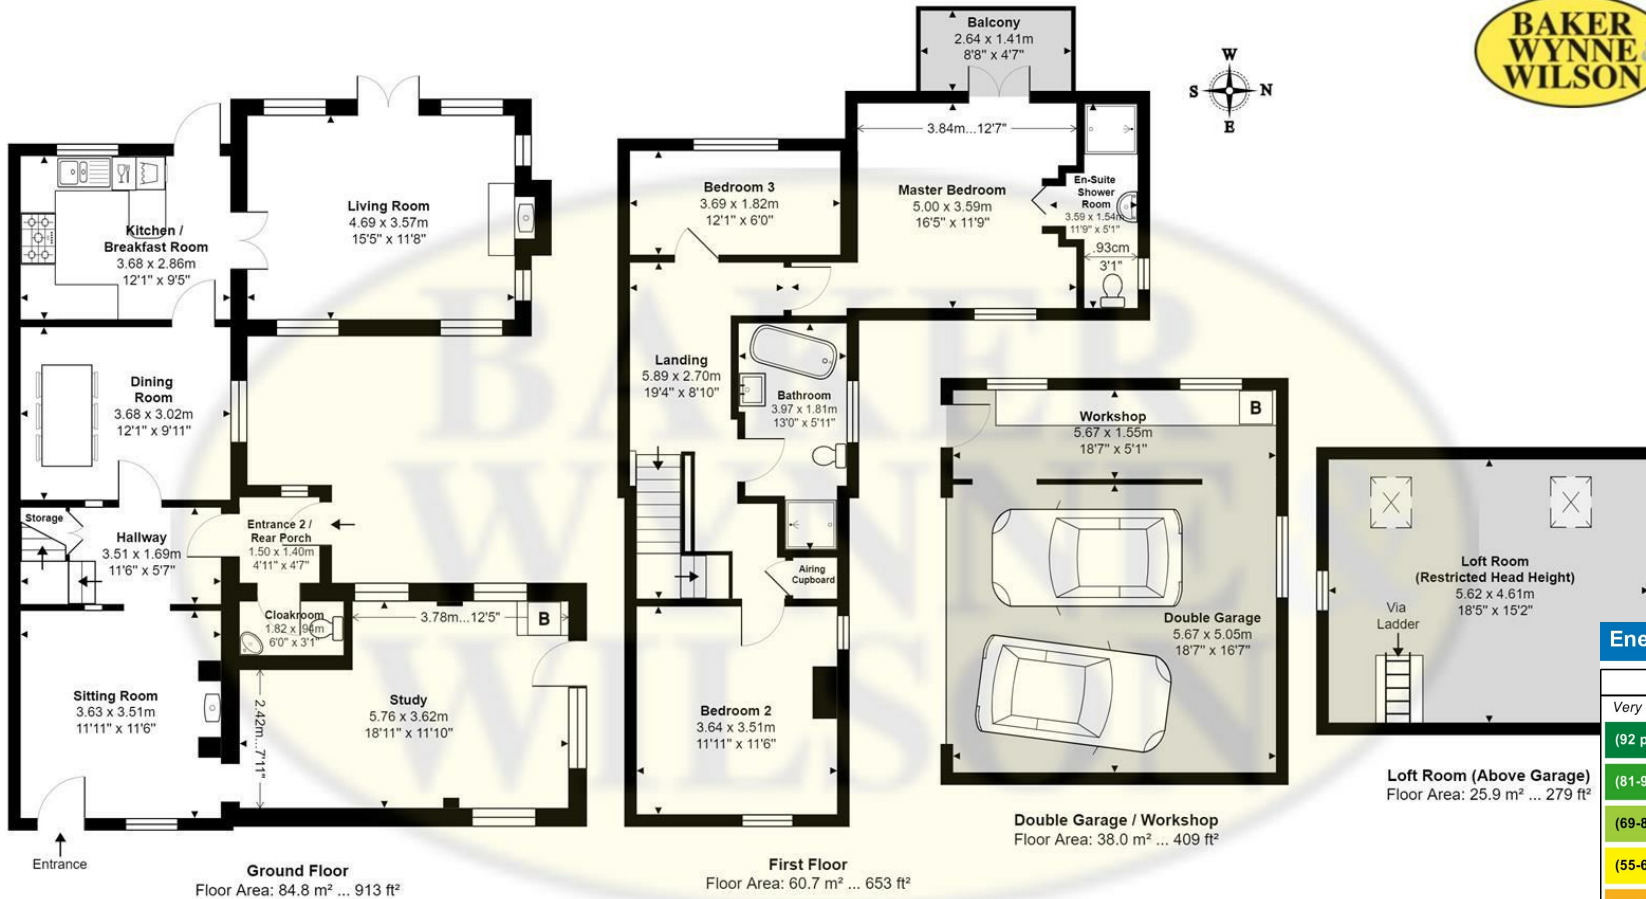 BAKER
WYNNE &
WILSON
W
S N
E
Balcony
2.64 x 1.41m
8'8" x 4'7"
Kitchen /
Breakfast Room
3.68 x 2.86m
12'1" x 9'5"
Living Room
4.69 x 3.57m
15'5" x 11'8"
Dining
Room
3.68 x 3.02m
12'1" x 9'11"
Storage
Hallway
3.51 x 1.69m
11'6" x 5'7"
Entrance 2 /
Rear Porch
1.50 x 1.40m
4'11" x 4'7"
Cloakroom
1.82 x .94m
6'0" x 3'1"
3.78m...12'5"
B
2.42m...7'11"
Sitting Room
3.63 x 3.51m
11'11" x 11'6"
Study
5.76 x 3.62m
18'11" x 11'10"
Entrance
Ground Floor
Floor Area: 84.8 m² ... 913 ft²
Bedroom 3
3.69 x 1.82m
12'1" x 6'0"
3.84m...12'7"
Master Bedroom
5.00 x 3.59m
16'5" x 11'9"
En-Suite
Shower
Room
3.59 x 1.54m
11'9" x 5'1"
.93cm
3'1"
Landing
5.89 x 2.70m
19'4" x 8'10"
Bathroom
3.97 x 1.81m
13'0" x 5'11"
Airing
Cupboard
Bedroom 2
3.64 x 3.51m
11'11" x 11'6"
First Floor
Floor Area: 60.7 m² ... 653 ft²
Workshop
5.67 x 1.55m
18'7" x 5'1"
B
Double Garage
5.67 x 5.05m
18'7" x 16'7"
Double Garage / Workshop
Floor Area: 38.0 m² ... 409 ft²
Loft Room
(Restricted Head Height)
5.62 x 4.61m
18'5" x 15'2"
Via
Ladder
Loft Room (Above Garage)
Floor Area: 25.9 m² ... 279 ft²
Ene
Very
(92 p
(81-9
(69-8
(55-6
BAKER
WYNNE &
WILSON